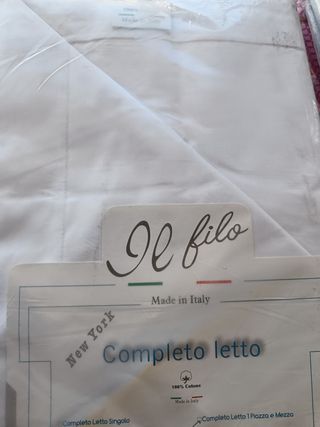 Il filo
Made in Italy
New York
Completo letto
100% Cotone
Made in Italy
Completo Letto Singolo
Completo Letto 1 Piazza e Mezza